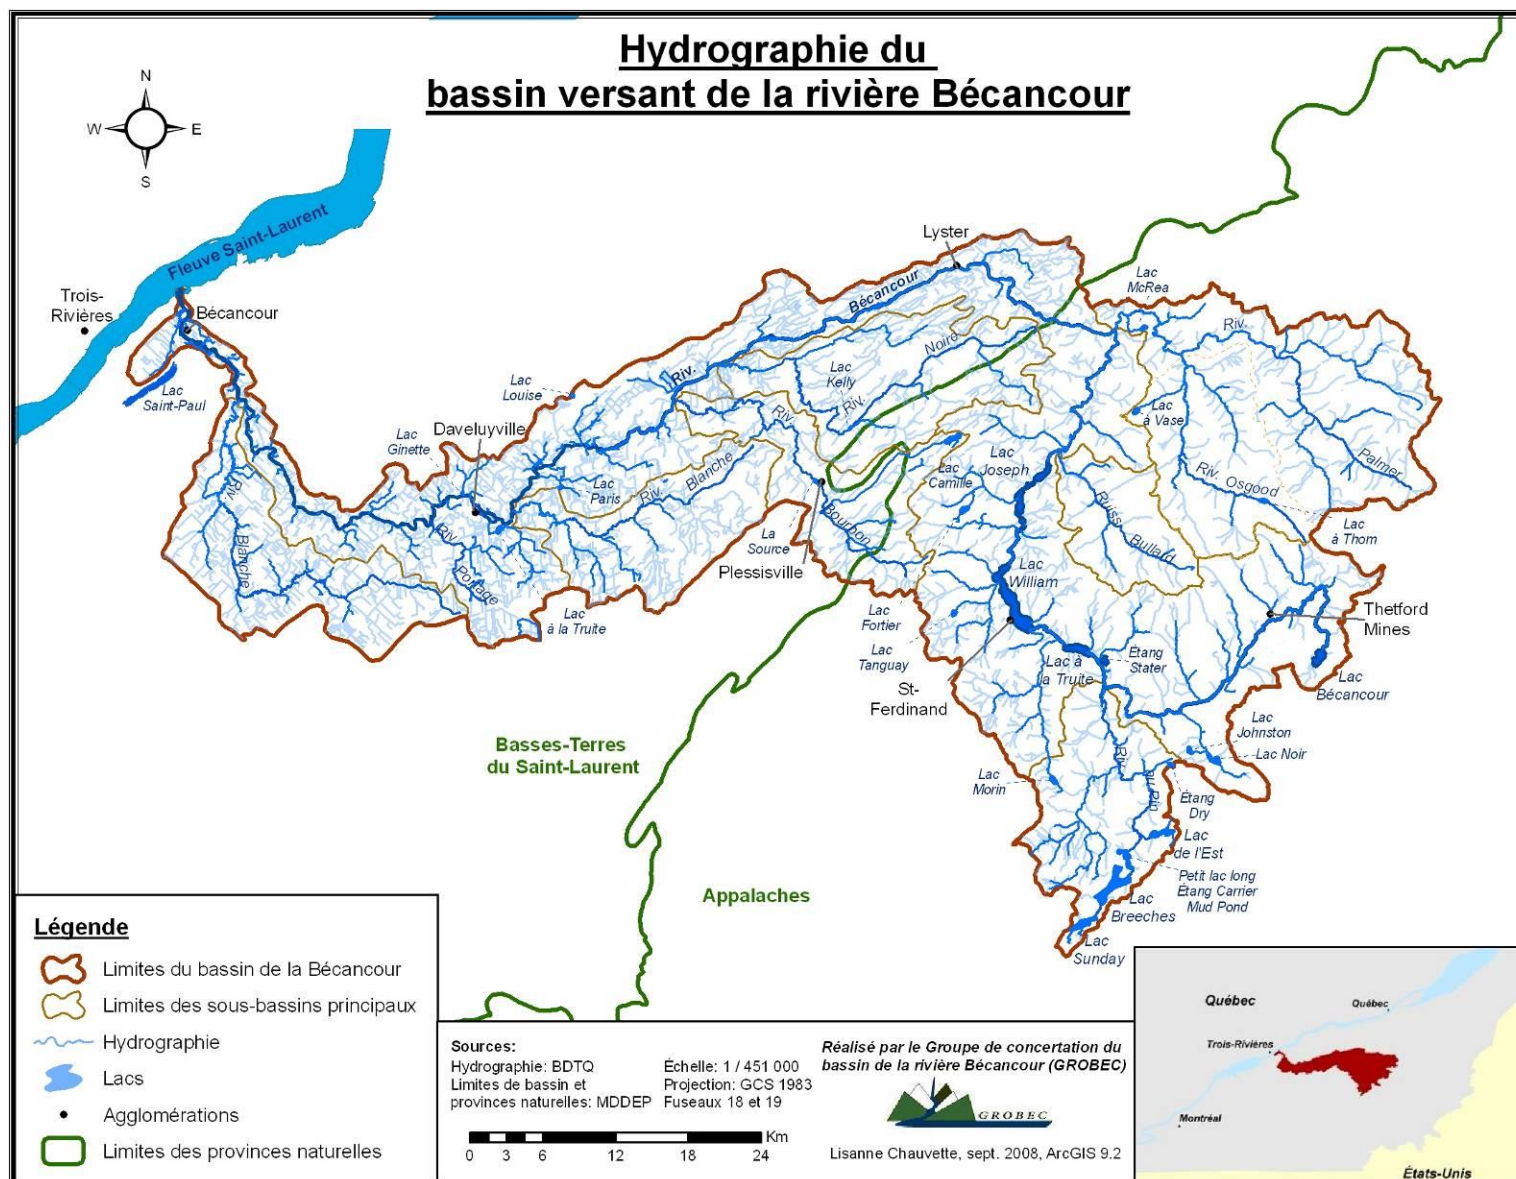 Hydrographie du
bassin versant de la rivière Bécancour
N
W
E
S
Fleuve Saint-Laurent
Trois-
Rivières
Bécancour
Lac
Saint-Paul
Lyster
Lac
McRea
Riv.
Bécancour
Riv.
Noire
Riv.
Lac
Kelly
Lac
Louise
Daveluyville
Lac
Ginette
Lac
Paris
Riv.
Blanche
Riv.
Bourbon
Lac
Camille
Lac
Joseph
Lac
à Vase
Palmer
Riv. Osgood
Lac
à Thom
Ruiss.
Bullard
Riv.
Blanche
Riv.
Portage
La
Source
Plessisville
Lac
à la Truite
Lac
William
Lac
Fortier
Lac
Tanguay
St-
Ferdinand
Lac à
la Truite
Étang
Stater
Thetford
Mines
Lac
Bécancour
Lac
Johnston
Lac Noir
Lac
Morin
Riv.
au Pin
Étang
Dry
Lac
de l'Est
Petit lac long
Étang Carrier
Mud Pond
Lac
Breeches
Lac
Sunday
Basses-Terres
du Saint-Laurent
Appalaches
Légende
Limites du bassin de la Bécancour
Limites des sous-bassins principaux
Hydrographie
Lacs
Agglomérations
Limites des provinces naturelles
Sources:
Hydrographie: BDTQ
Limites de bassin et
provinces naturelles: MDDEP
Échelle: 1 / 451 000
Projection: GCS 1983
Fuseaux 18 et 19
Km
0 3 6 12 18 24
Réalisé par le Groupe de concertation du
bassin de la rivière Bécancour (GROBEC)
GROBEC
Lisanne Chauvette, sept. 2008, ArcGIS 9.2
Québec
Québec
Trois-Rivières
Montréal
États-Unis